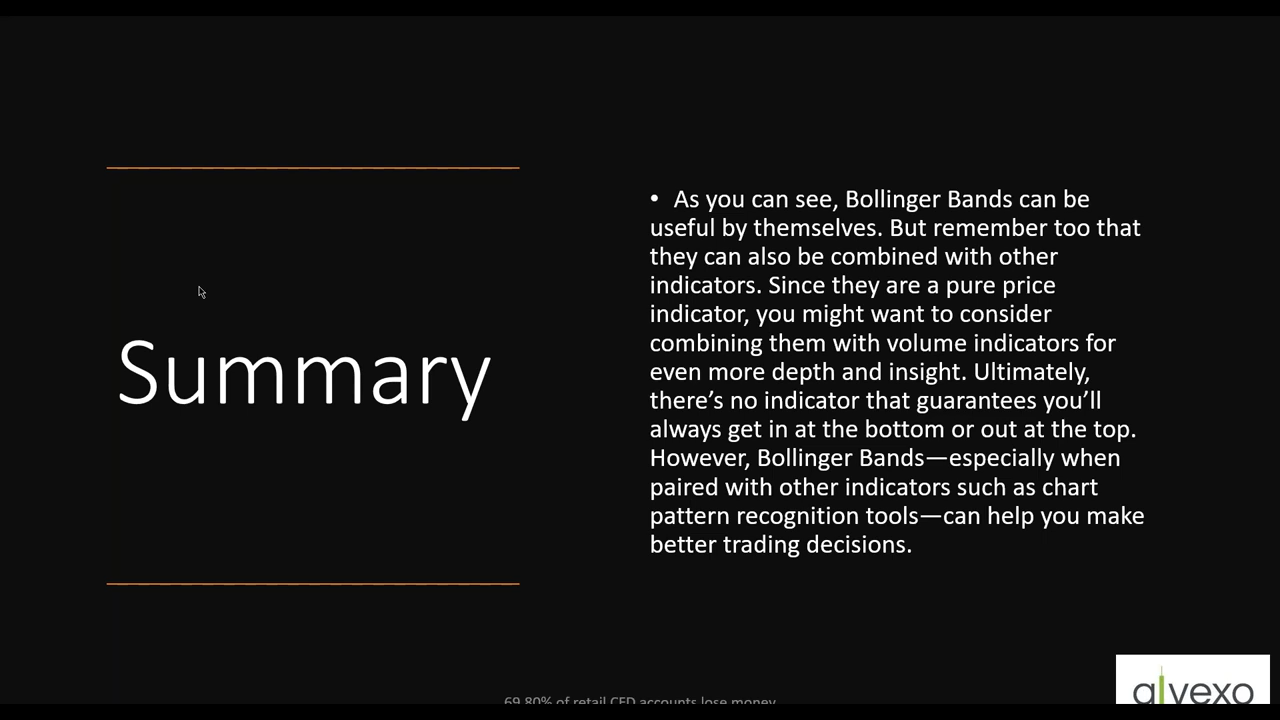 Summary
• As you can see, Bollinger Bands can be
useful by themselves. But remember too that
they can also be combined with other
indicators. Since they are a pure price
indicator, you might want to consider
combining them with volume indicators for
even more depth and insight. Ultimately,
there’s no indicator that guarantees you’ll
always get in at the bottom or out at the top.
However, Bollinger Bands—especially when
paired with other indicators such as chart
pattern recognition tools—can help you make
better trading decisions.
69.80% of retail CFD accounts lose money
alvexo